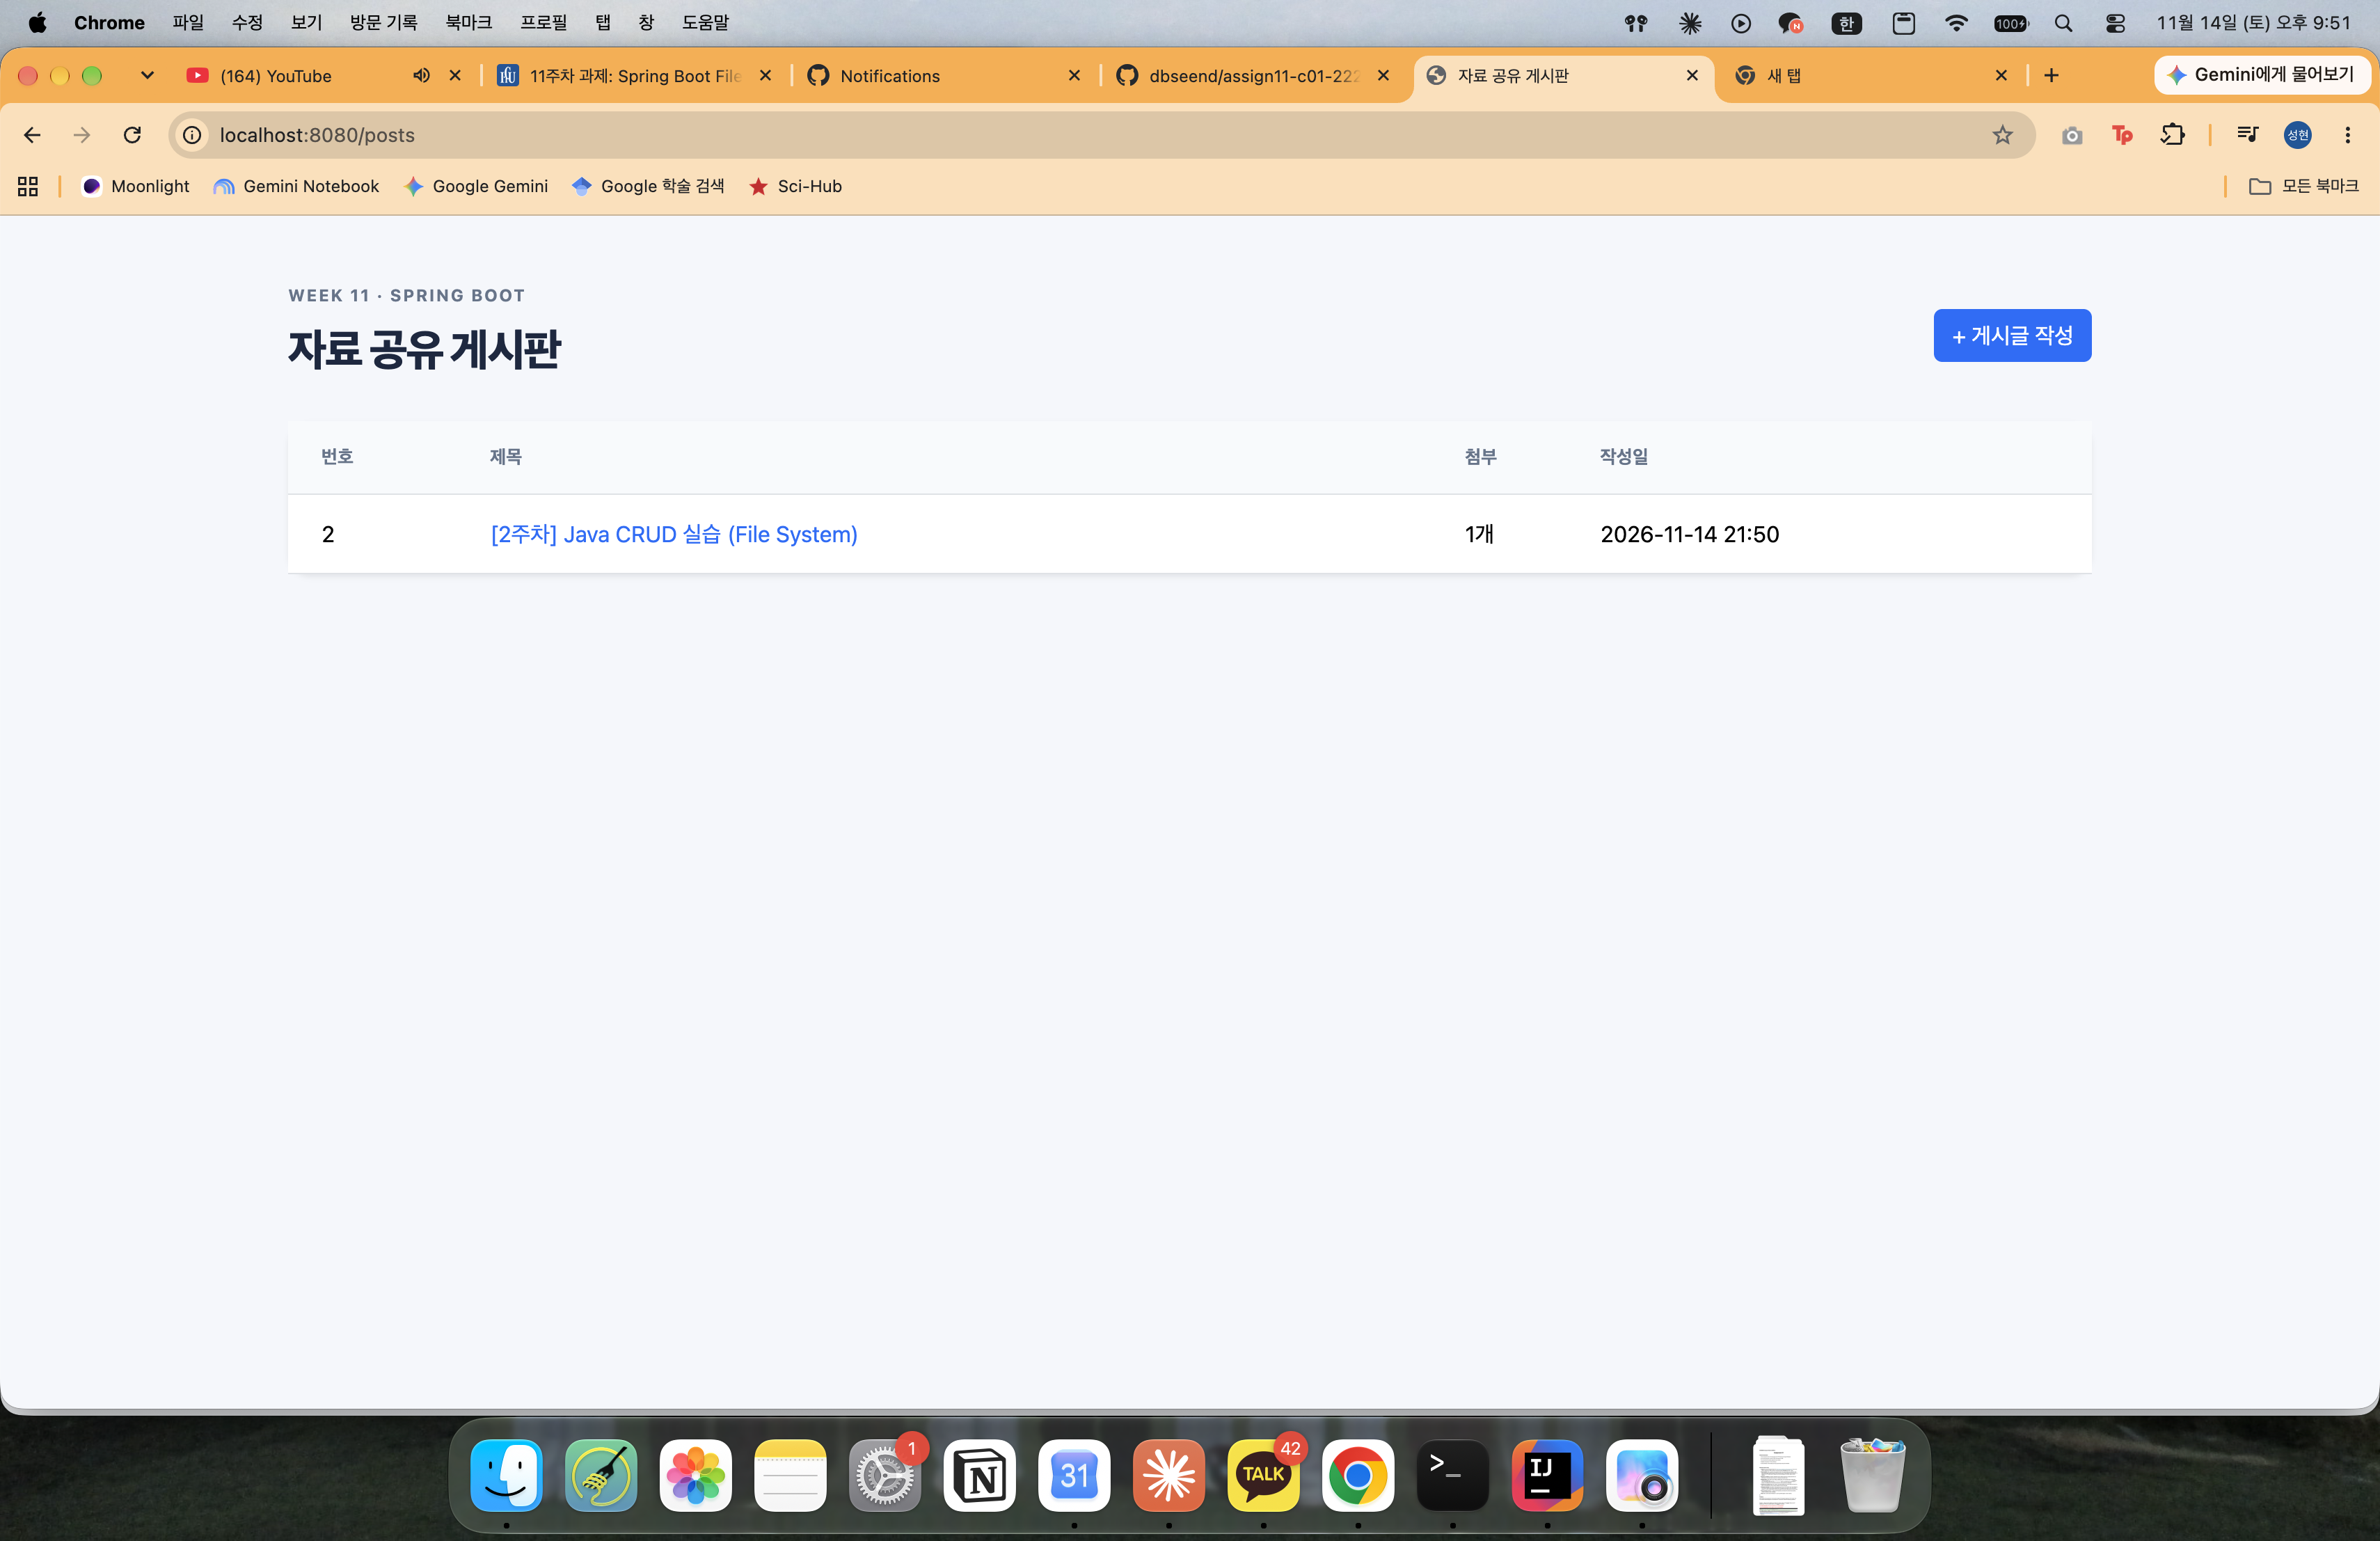 Chrome 파일 수정 보기 방문 기록 북마크 프로필 탭 창 도움말 한 100 11월 14일 (토) 오후 9:51
(164) YouTube 11주차 과제: Spring Boot File Notifications dbseend/assign11-c01-222 자료 공유 게시판 새 탭 Gemini에게 물어보기
localhost:8080/posts Tp 성현
Moonlight Gemini Notebook Google Gemini Google 학술 검색 Sci-Hub 모든 북마크
WEEK 11 · SPRING BOOT
자료 공유 게시판
+ 게시글 작성
번호 제목 첨부 작성일
2 [2주차] Java CRUD 실습 (File System) 1개 2026-11-14 21:50
1 N 31 TALK 42 >_ IJ